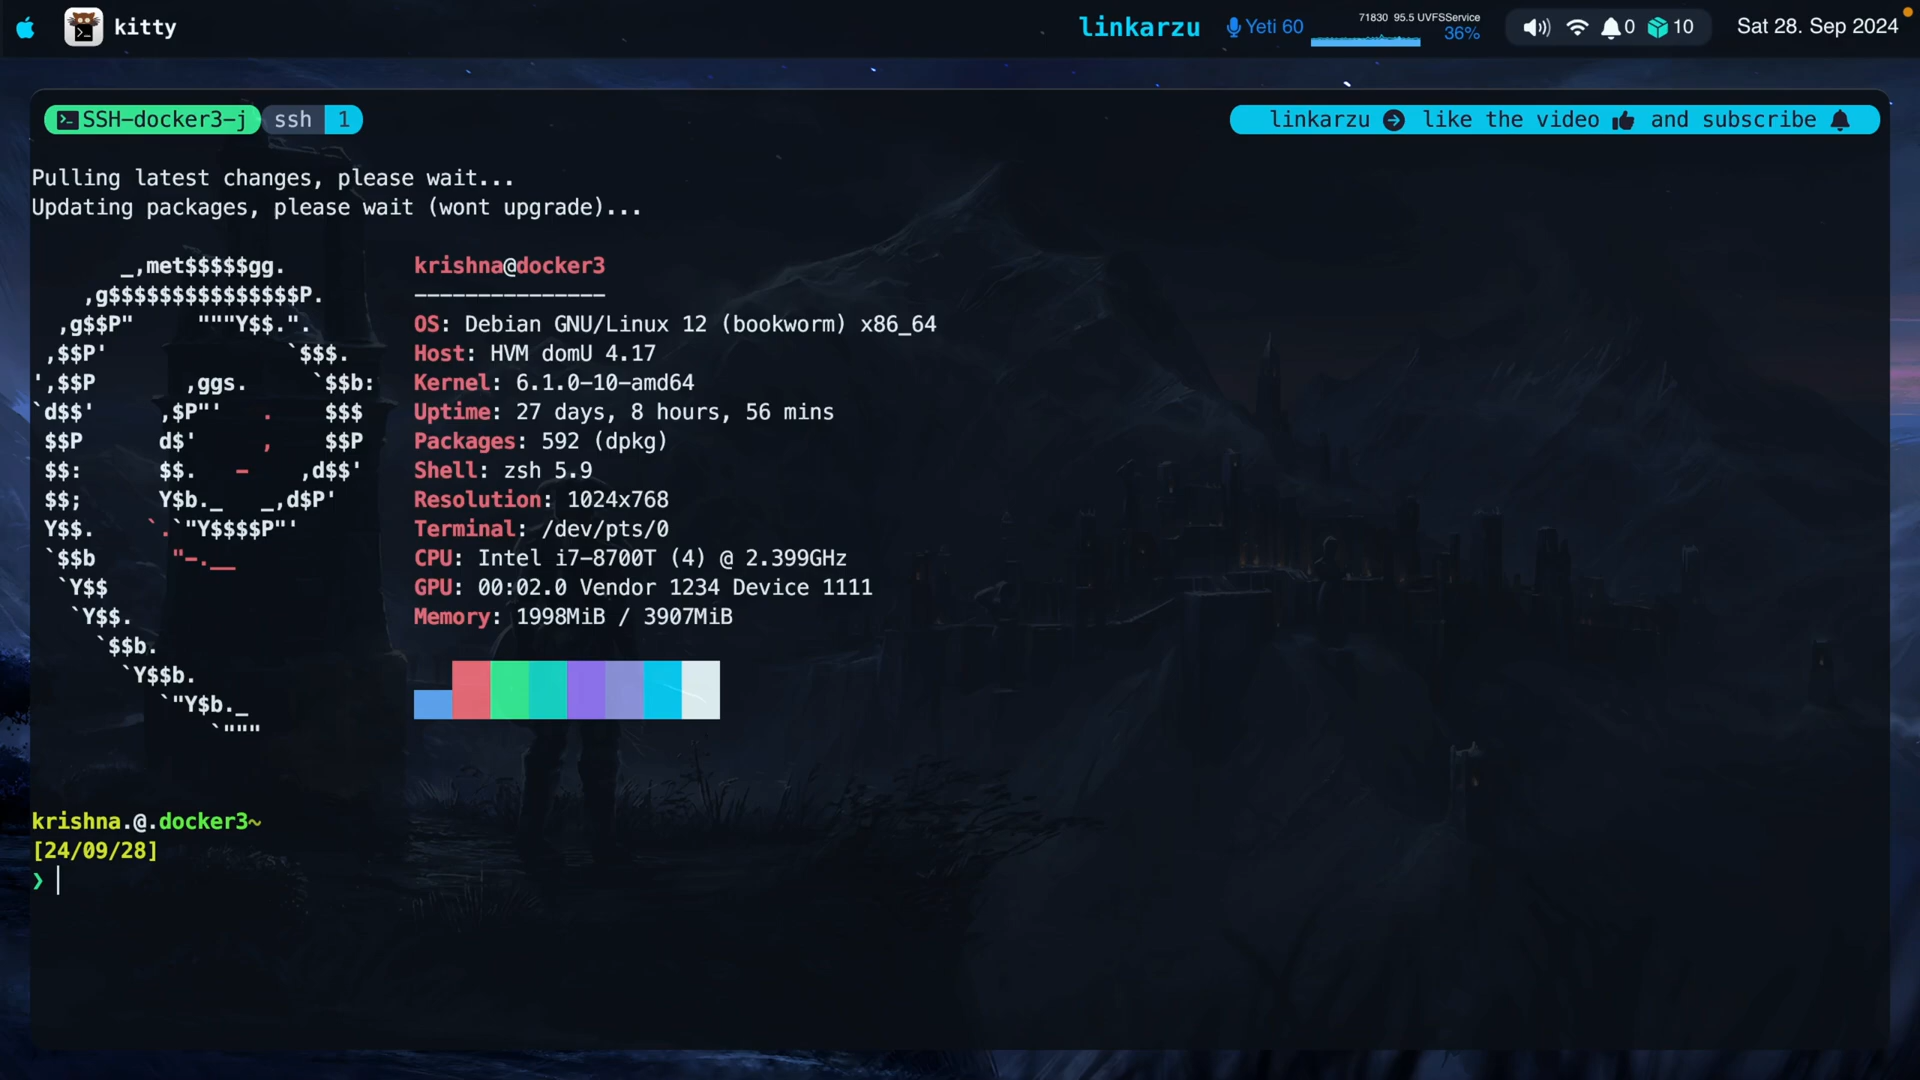 kitty
linkarzu
Yeti 60
71830 95.5 UVFSService
36%
0
10
Sat 28. Sep 2024
SSH-docker3-j ssh 1
linkarzu like the video and subscribe
Pulling latest changes, please wait...
Updating packages, please wait (wont upgrade)...
_,met$$$$$gg. krishna@docker3
,g$$$$$$$$$$$$$$$P. ---------------
,g$$P" """Y$$.". OS: Debian GNU/Linux 12 (bookworm) x86_64
,$$P' `$$$. Host: HVM domU 4.17
',$$P ,ggs. `$$b: Kernel: 6.1.0-10-amd64
`d$$' ,$P"' . $$$ Uptime: 27 days, 8 hours, 56 mins
$$P d$' , $$P Packages: 592 (dpkg)
$$: $$. - ,d$$' Shell: zsh 5.9
$$; Y$b._ _,d$P' Resolution: 1024x768
Y$$. `.`"Y$$$$P"' Terminal: /dev/pts/0
`$$b "-.__ CPU: Intel i7-8700T (4) @ 2.399GHz
`Y$$ GPU: 00:02.0 Vendor 1234 Device 1111
`Y$$. Memory: 1998MiB / 3907MiB
`$$b.
`Y$$b.
`"Y$b._
`"""
krishna.@.docker3~
[24/09/28]
❯